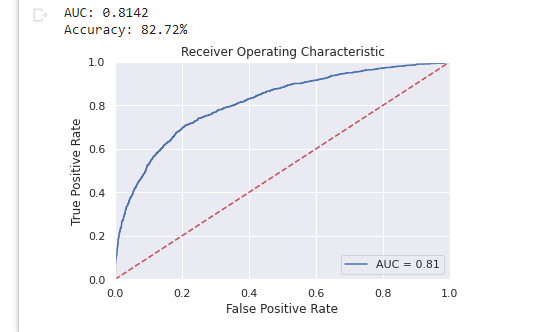 AUC: 0.8142
Accuracy: 82.72%
Receiver Operating Characteristic
1.0
0.8
0.6
0.4
0.2
0.0
True Positive Rate
AUC = 0.81
0.0 0.2 0.4 0.6 0.8 1.0
False Positive Rate